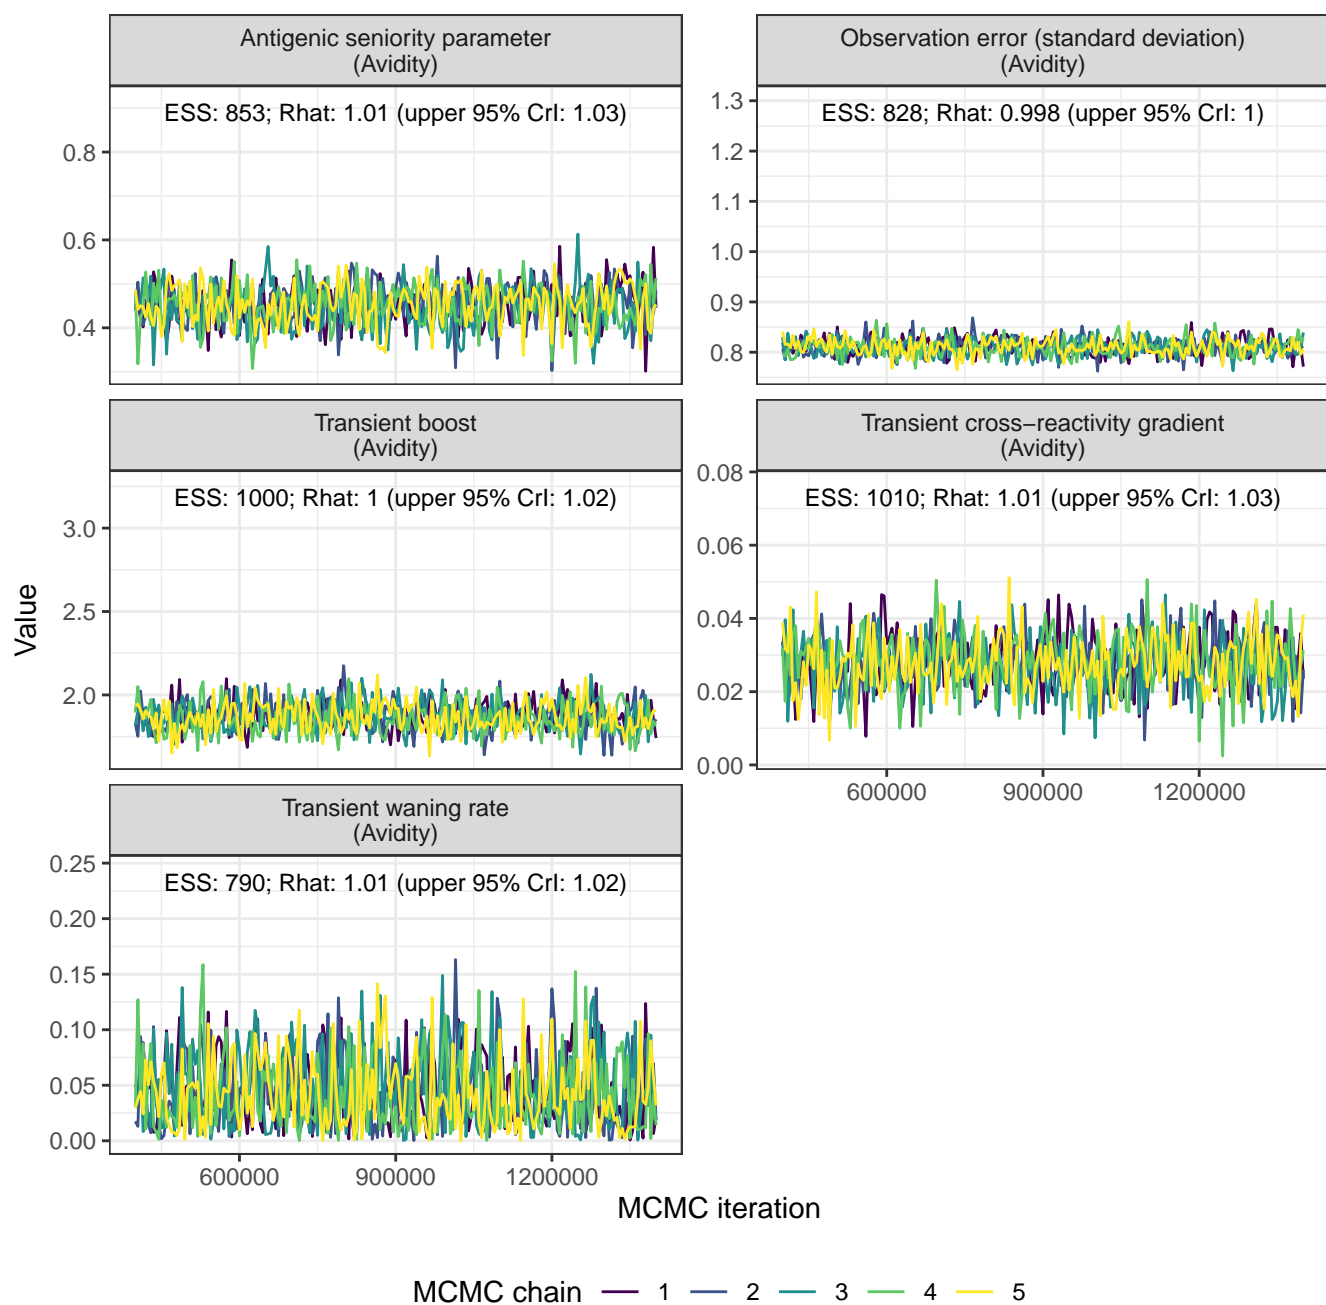 Antigenic seniority parameter
(Avidity)
ESS: 853; Rhat: 1.01 (upper 95% CrI: 1.03)
0.8
0.6
0.4
Observation error (standard deviation)
(Avidity)
ESS: 828; Rhat: 0.998 (upper 95% CrI: 1)
1.3
1.2
1.1
1.0
0.9
0.8
Transient boost
(Avidity)
ESS: 1000; Rhat: 1 (upper 95% CrI: 1.02)
3.0
2.5
2.0
Transient cross−reactivity gradient
(Avidity)
ESS: 1010; Rhat: 1.01 (upper 95% CrI: 1.03)
0.08
0.06
0.04
0.02
0.00
600000 900000 1200000
Transient waning rate
(Avidity)
ESS: 790; Rhat: 1.01 (upper 95% CrI: 1.02)
0.25
0.20
0.15
0.10
0.05
0.00
600000 900000 1200000
Value
MCMC iteration
MCMC chain 1 2 3 4 5